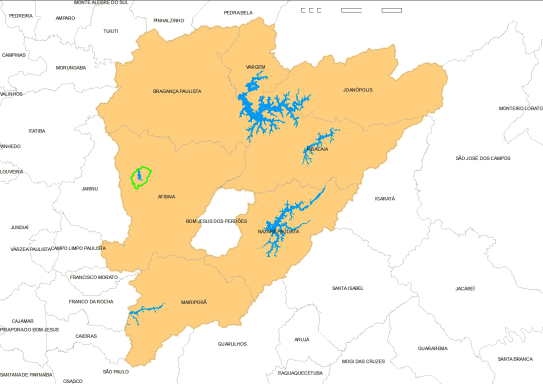 MONTE ALEGRE DO SUL
PEDREIRA
AMPARO
PINHALZINHO
PEDRA BELA
TUIUTI
CAMPINAS
MORUNGABA
VARGEM
VALINHOS
BRAGANÇA PAULISTA
JOANÓPOLIS
MONTEIRO LOBATO
ITATIBA
VINHEDO
PIRACAIA
SÃO JOSÉ DOS CAMPOS
LOUVEIRA
JARINU
ATIBAIA
IGARATÁ
BOM JESUS DOS PERDÕES
JUNDIAÍ
NAZARÉ PAULISTA
VÁRZEA PAULISTA
CAMPO LIMPO PAULISTA
FRANCISCO MORATO
SANTA ISABEL
JACAREÍ
FRANCO DA ROCHA
MAIRIPORÃ
CAJAMAR
PIRAPORA DO BOM JESUS
CAIEIRAS
GUARULHOS
ARUJÁ
GUARAREMA
SANTA BRANCA
MOGI DAS CRUZES
SANTANA DE PARNAÍBA
SÃO PAULO
ITAQUAQUECETUBA
OSASCO